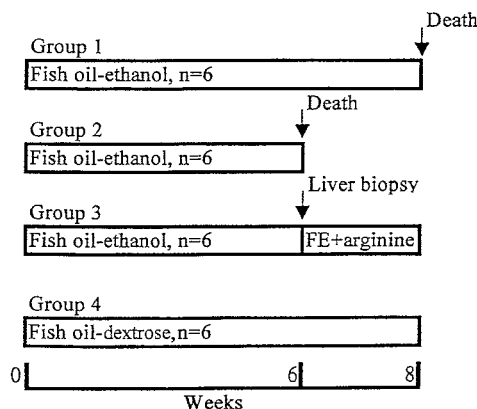 Death
Group 1
Fish oil-ethanol, n=6
Death
Group 2
Fish oil-ethanol, n=6
Liver biopsy
Group 3
Fish oil-ethanol, n=6 FE+arginine
Group 4
Fish oil-dextrose,n=6
0 6 8
Weeks